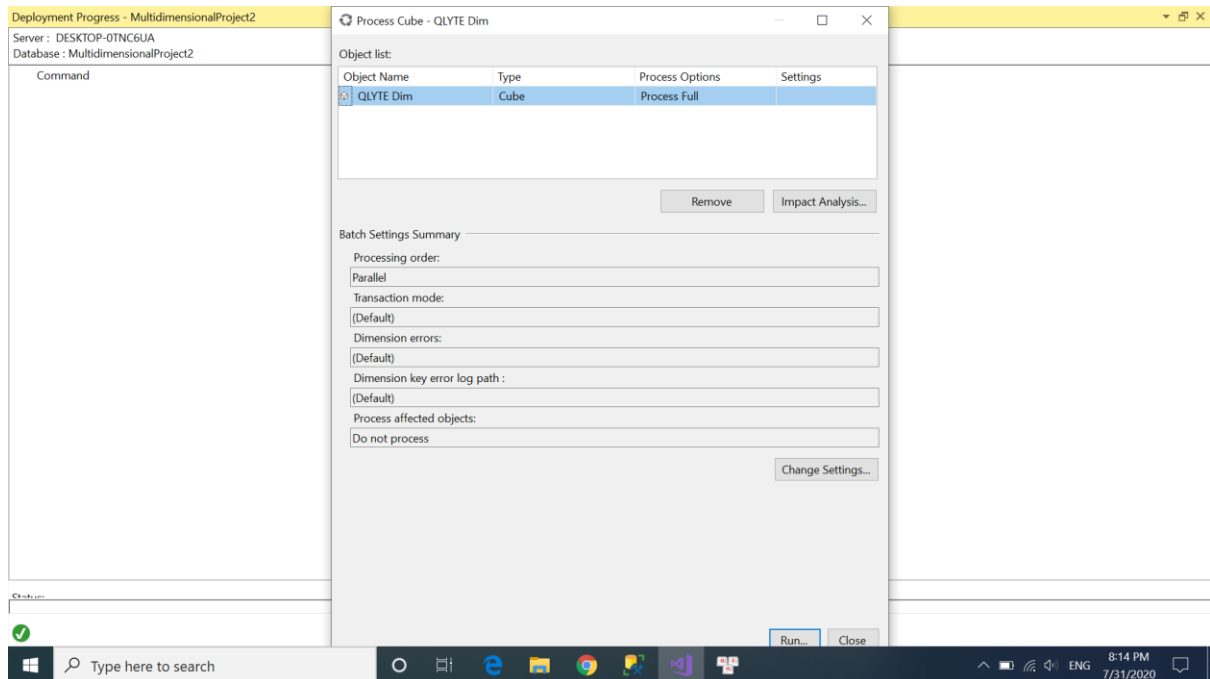 Deployment Progress - MultidimensionalProject2
Server : DESKTOP-0TNC6UA
Database : MultidimensionalProject2
Command
Process Cube - QLYTE Dim
Object list:
Object Name Type Process Options Settings
QLYTE Dim Cube Process Full
Remove Impact Analysis...
Batch Settings Summary
Processing order:
Parallel
Transaction mode:
(Default)
Dimension errors:
(Default)
Dimension key error log path :
(Default)
Process affected objects:
Do not process
Change Settings...
Status:
Run... Close
Type here to search
ENG
8:14 PM
7/31/2020